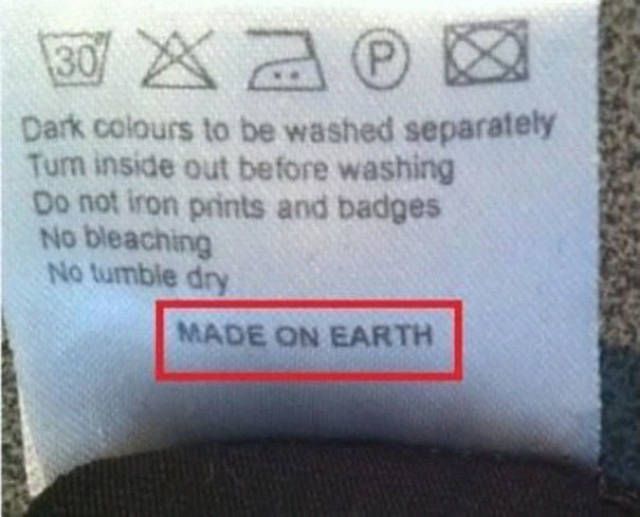 30 P
Dark colours to be washed separately
Turn inside out before washing
Do not iron prints and badges
No bleaching
No tumble dry
MADE ON EARTH